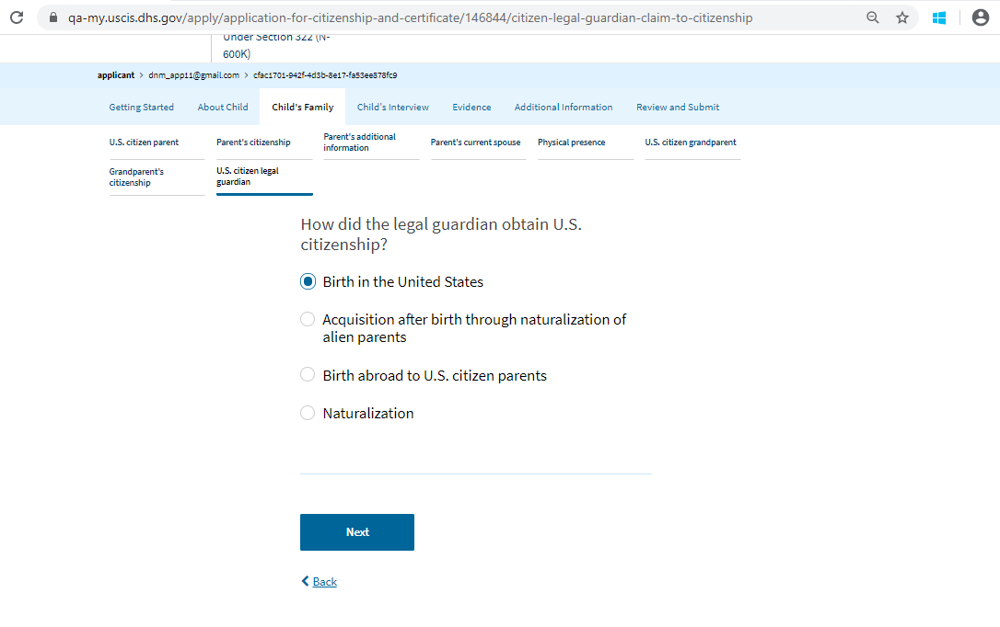 qa-my.uscis.dhs.gov/apply/application-for-citizenship-and-certificate/146844/citizen-legal-guardian-claim-to-citizenship
Under Section 322 (N-
600K)
applicant > dnm_app11@gmail.com > cfac1701-942f-4d3b-8e17-fa53ee878fc9
Getting Started About Child Child's Family Child's Interview Evidence Additional Information Review and Submit
U.S. citizen parent Parent's citizenship Parent's additional information Parent's current spouse Physical presence U.S. citizen grandparent
Grandparent's citizenship U.S. citizen legal guardian
How did the legal guardian obtain U.S.
citizenship?
Birth in the United States
Acquisition after birth through naturalization of
alien parents
Birth abroad to U.S. citizen parents
Naturalization
Next
Back